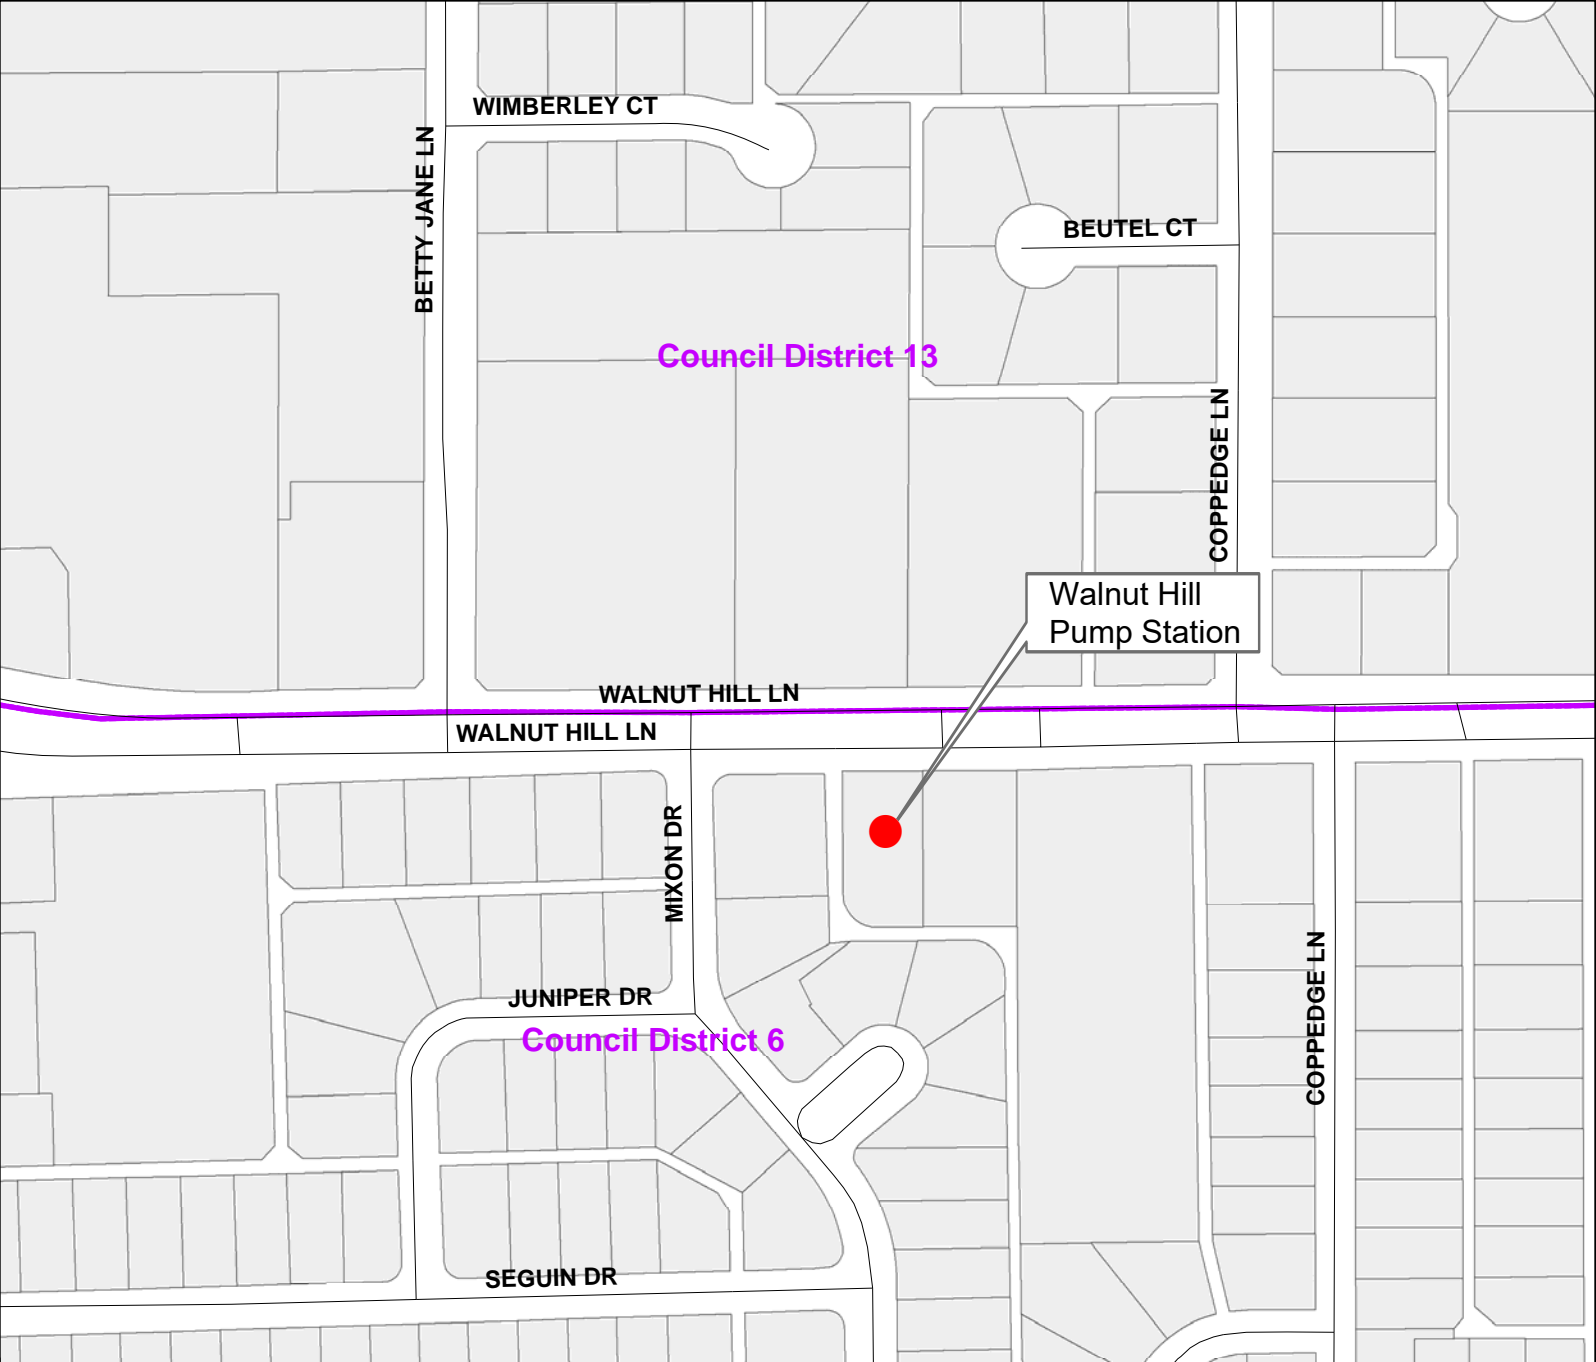 WIMBERLEY CT
BETTY JANE LN
BEUTEL CT
Council District 13
COPPEDGE LN
Walnut Hill
Pump Station
WALNUT HILL LN
WALNUT HILL LN
MIXON DR
JUNIPER DR
Council District 6
COPPEDGE LN
SEGUIN DR